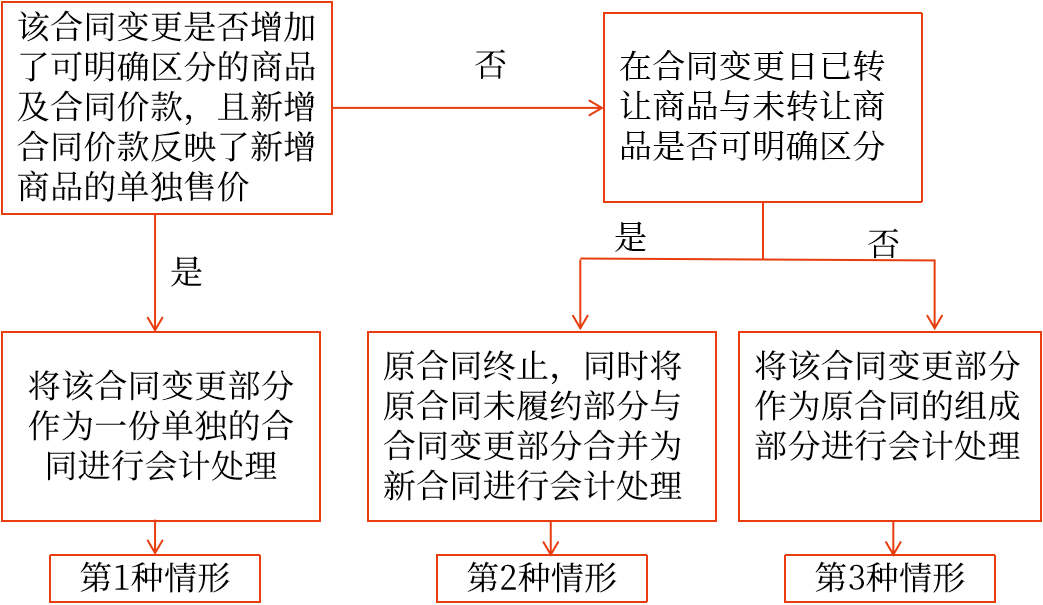 该合同变更是否增加
了可明确区分的商品
及合同价款，且新增
合同价款反映了新增
商品的单独售价
否
在合同变更日已转
让商品与未转让商
品是否可明确区分
是
是
否
将该合同变更部分
作为一份单独的合
同进行会计处理
原合同终止，同时将
原合同未履约部分与
合同变更部分合并为
新合同进行会计处理
将该合同变更部分
作为原合同的组成
部分进行会计处理
第1种情形
第2种情形
第3种情形